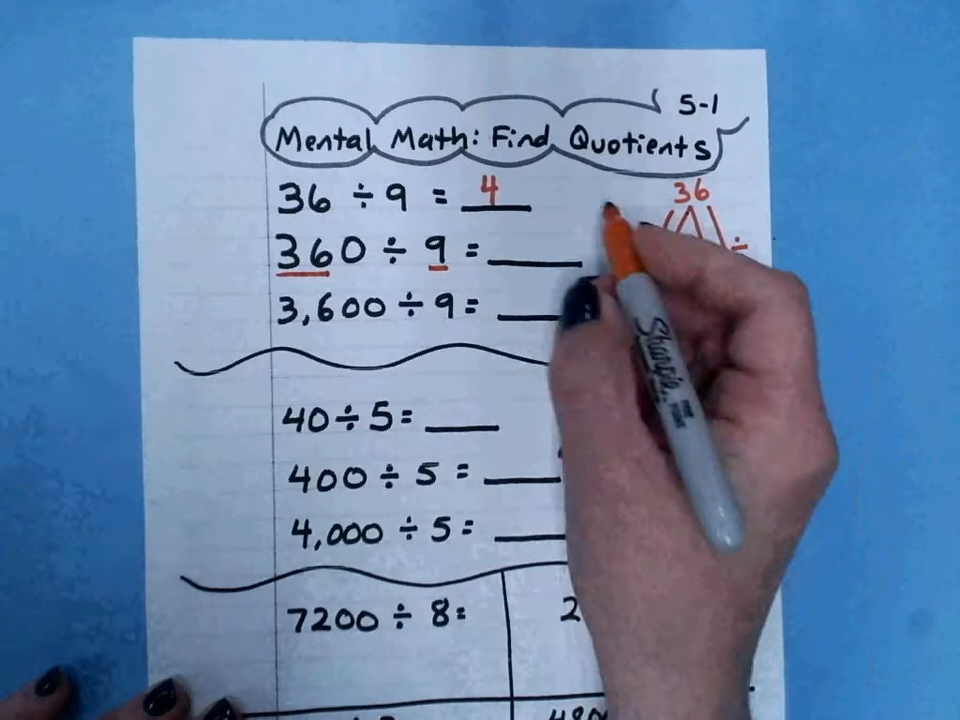 5-1
Mental Math: Find Quotients
36 ÷ 9 = 4
36
÷
360 ÷ 9 =
3,600 ÷ 9 =
Sharpie
40 ÷ 5 =
400 ÷ 5 =
4,000 ÷ 5 =
7200 ÷ 8 =
2